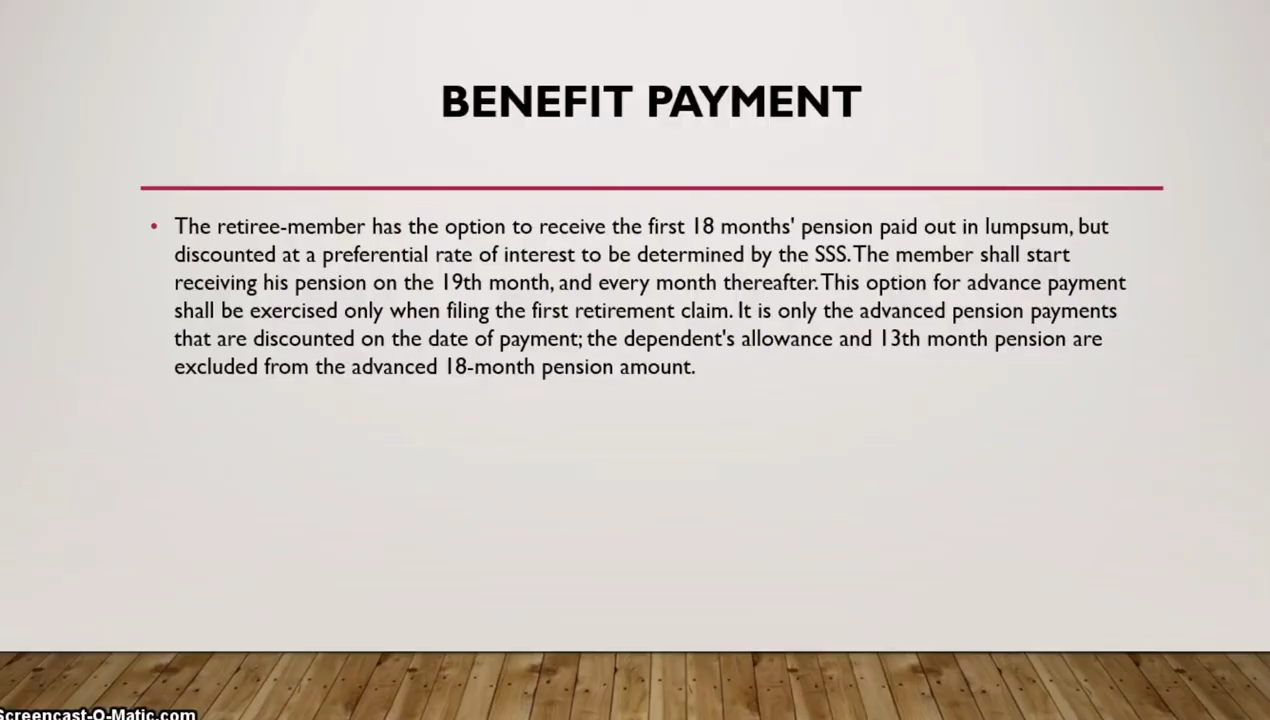 BENEFIT PAYMENT
• The retiree-member has the option to receive the first 18 months' pension paid out in lumpsum, but
discounted at a preferential rate of interest to be determined by the SSS. The member shall start
receiving his pension on the 19th month, and every month thereafter. This option for advance payment
shall be exercised only when filing the first retirement claim. It is only the advanced pension payments
that are discounted on the date of payment; the dependent's allowance and 13th month pension are
excluded from the advanced 18-month pension amount.
Screencast-O-Matic.com